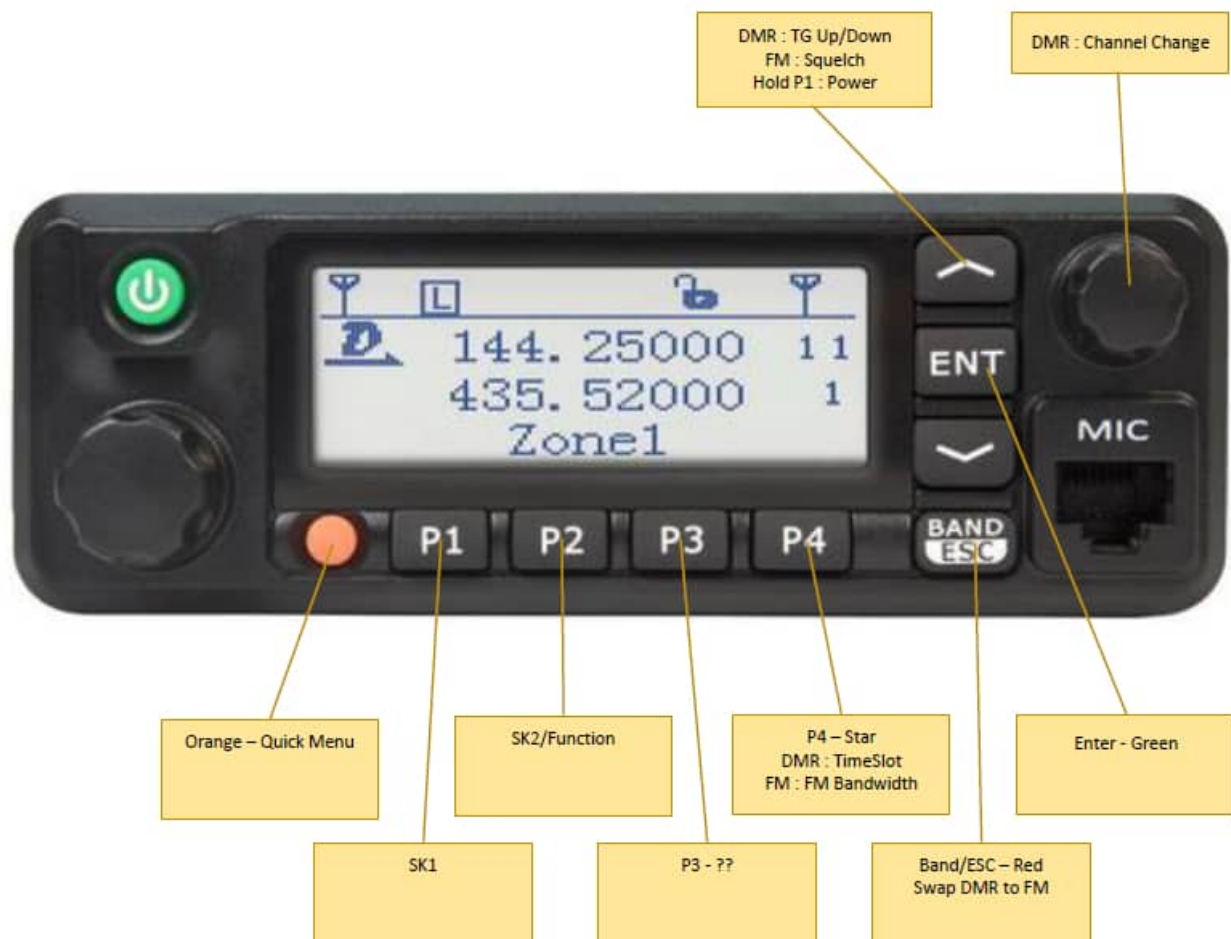 DMR : TG Up/Down
FM : Squelch
Hold P1 : Power
DMR : Channel Change
L
D 144. 25000 1 1
435. 52000 1
Zone1
ENT
MIC
P1 P2 P3 P4
BAND
ESC
Orange – Quick Menu
SK2/Function
P4 – Star
DMR : TimeSlot
FM : FM Bandwidth
Enter - Green
SK1
P3 - ??
Band/ESC – Red
Swap DMR to FM